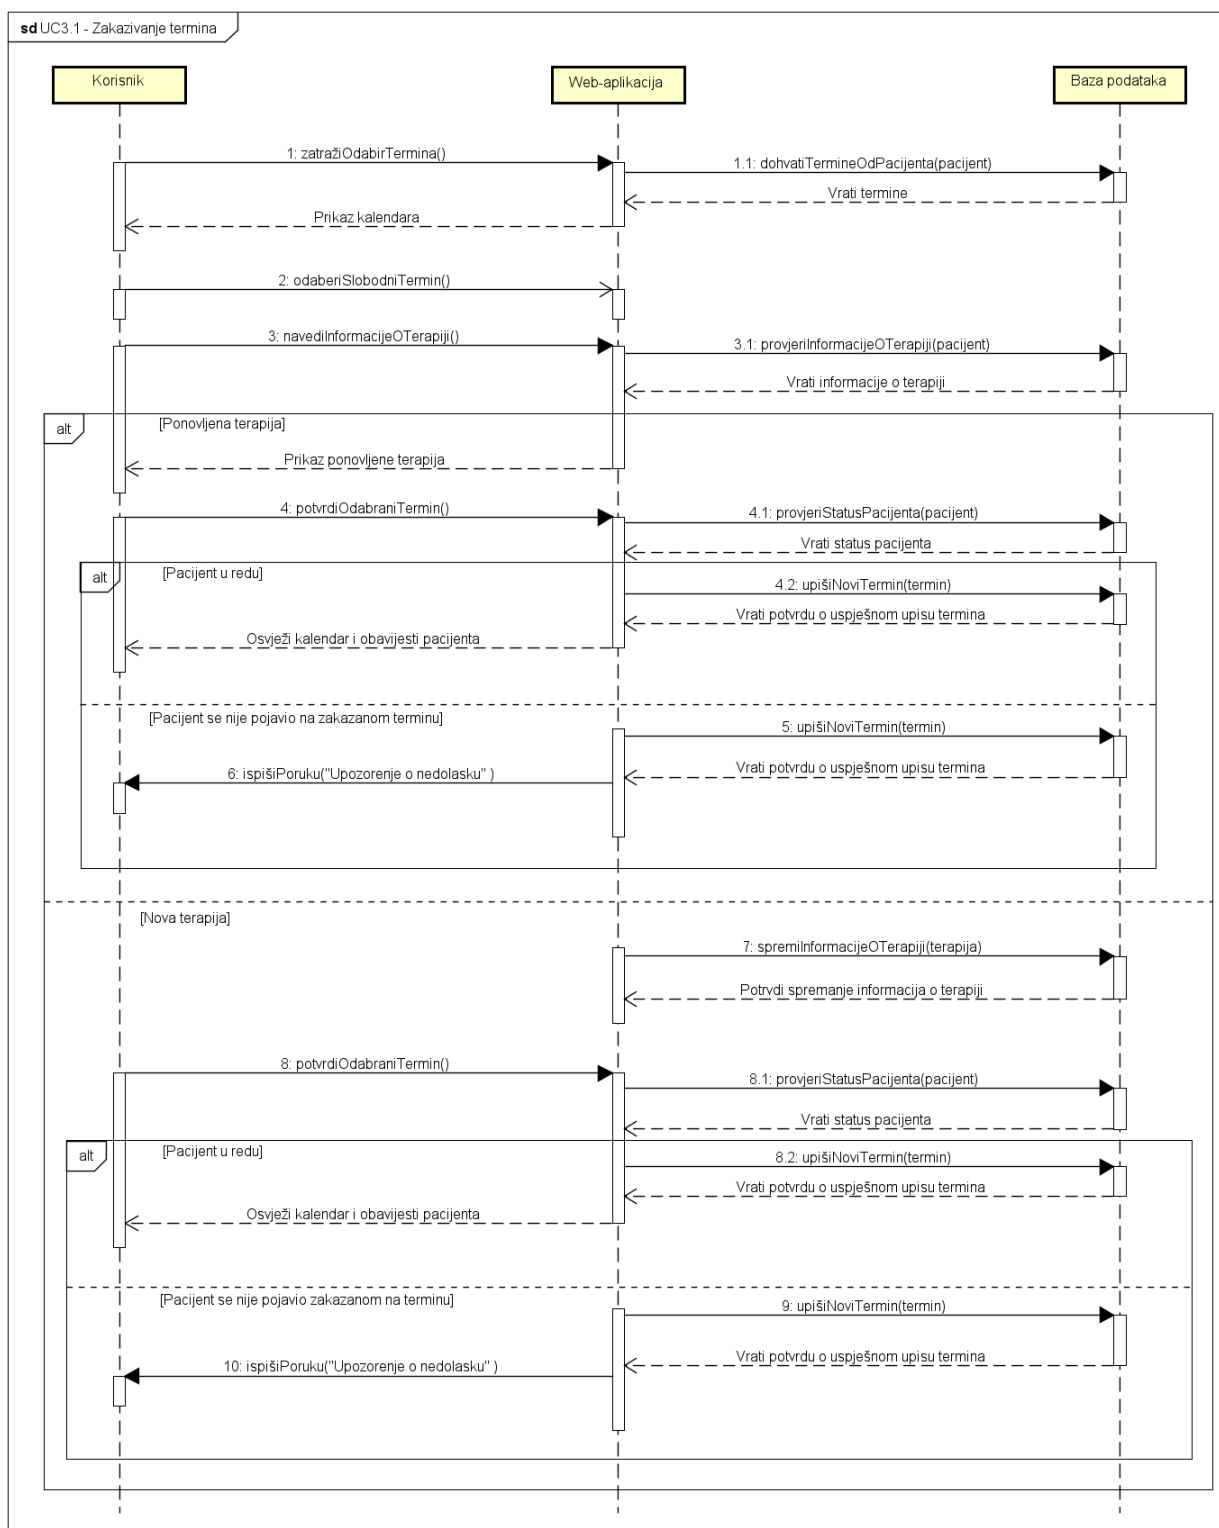 sd UC3.1 - Zakazivanje termina
Korisnik
Web-aplikacija
Baza podataka
1: zatražiOdabirTermina()
1.1: dohvatiTermineOdPacijenta(pacijent)
Vrati termine
Prikaz kalendara
2: odaberiSlobodniTermin()
3: navediInformacijeOTerapiji()
3.1: provjeriInformacijeOTerapiji(pacijent)
Vrati informacije o terapiji
alt
[Ponovljena terapija]
Prikaz ponovljene terapija
4: potvrdiOdabraniTermin()
4.1: provjeriStatusPacijenta(pacijent)
Vrati status pacijenta
alt
[Pacijent u redu]
4.2: upišiNoviTermin(termin)
Vrati potvrdu o uspješnom upisu termina
Osvježi kalendar i obavijesti pacijenta
[Pacijent se nije pojavio na zakazanom terminu]
5: upišiNoviTermin(termin)
Vrati potvrdu o uspješnom upisu termina
6: ispišiPoruku("Upozorenje o nedolasku" )
[Nova terapija]
7: spremiInformacijeOTerapiji(terapija)
Potrvdi spremanje informacija o terapiji
8: potvrdiOdabraniTermin()
8.1: provjeriStatusPacijenta(pacijent)
Vrati status pacijenta
alt
[Pacijent u redu]
8.2: upišiNoviTermin(termin)
Vrati potvrdu o uspješnom upisu termina
Osvježi kalendar i obavijesti pacijenta
[Pacijent se nije pojavio zakazanom na terminu]
9: upišiNoviTermin(termin)
Vrati potvrdu o uspješnom upisu termina
10: ispišiPoruku("Upozorenje o nedolasku" )